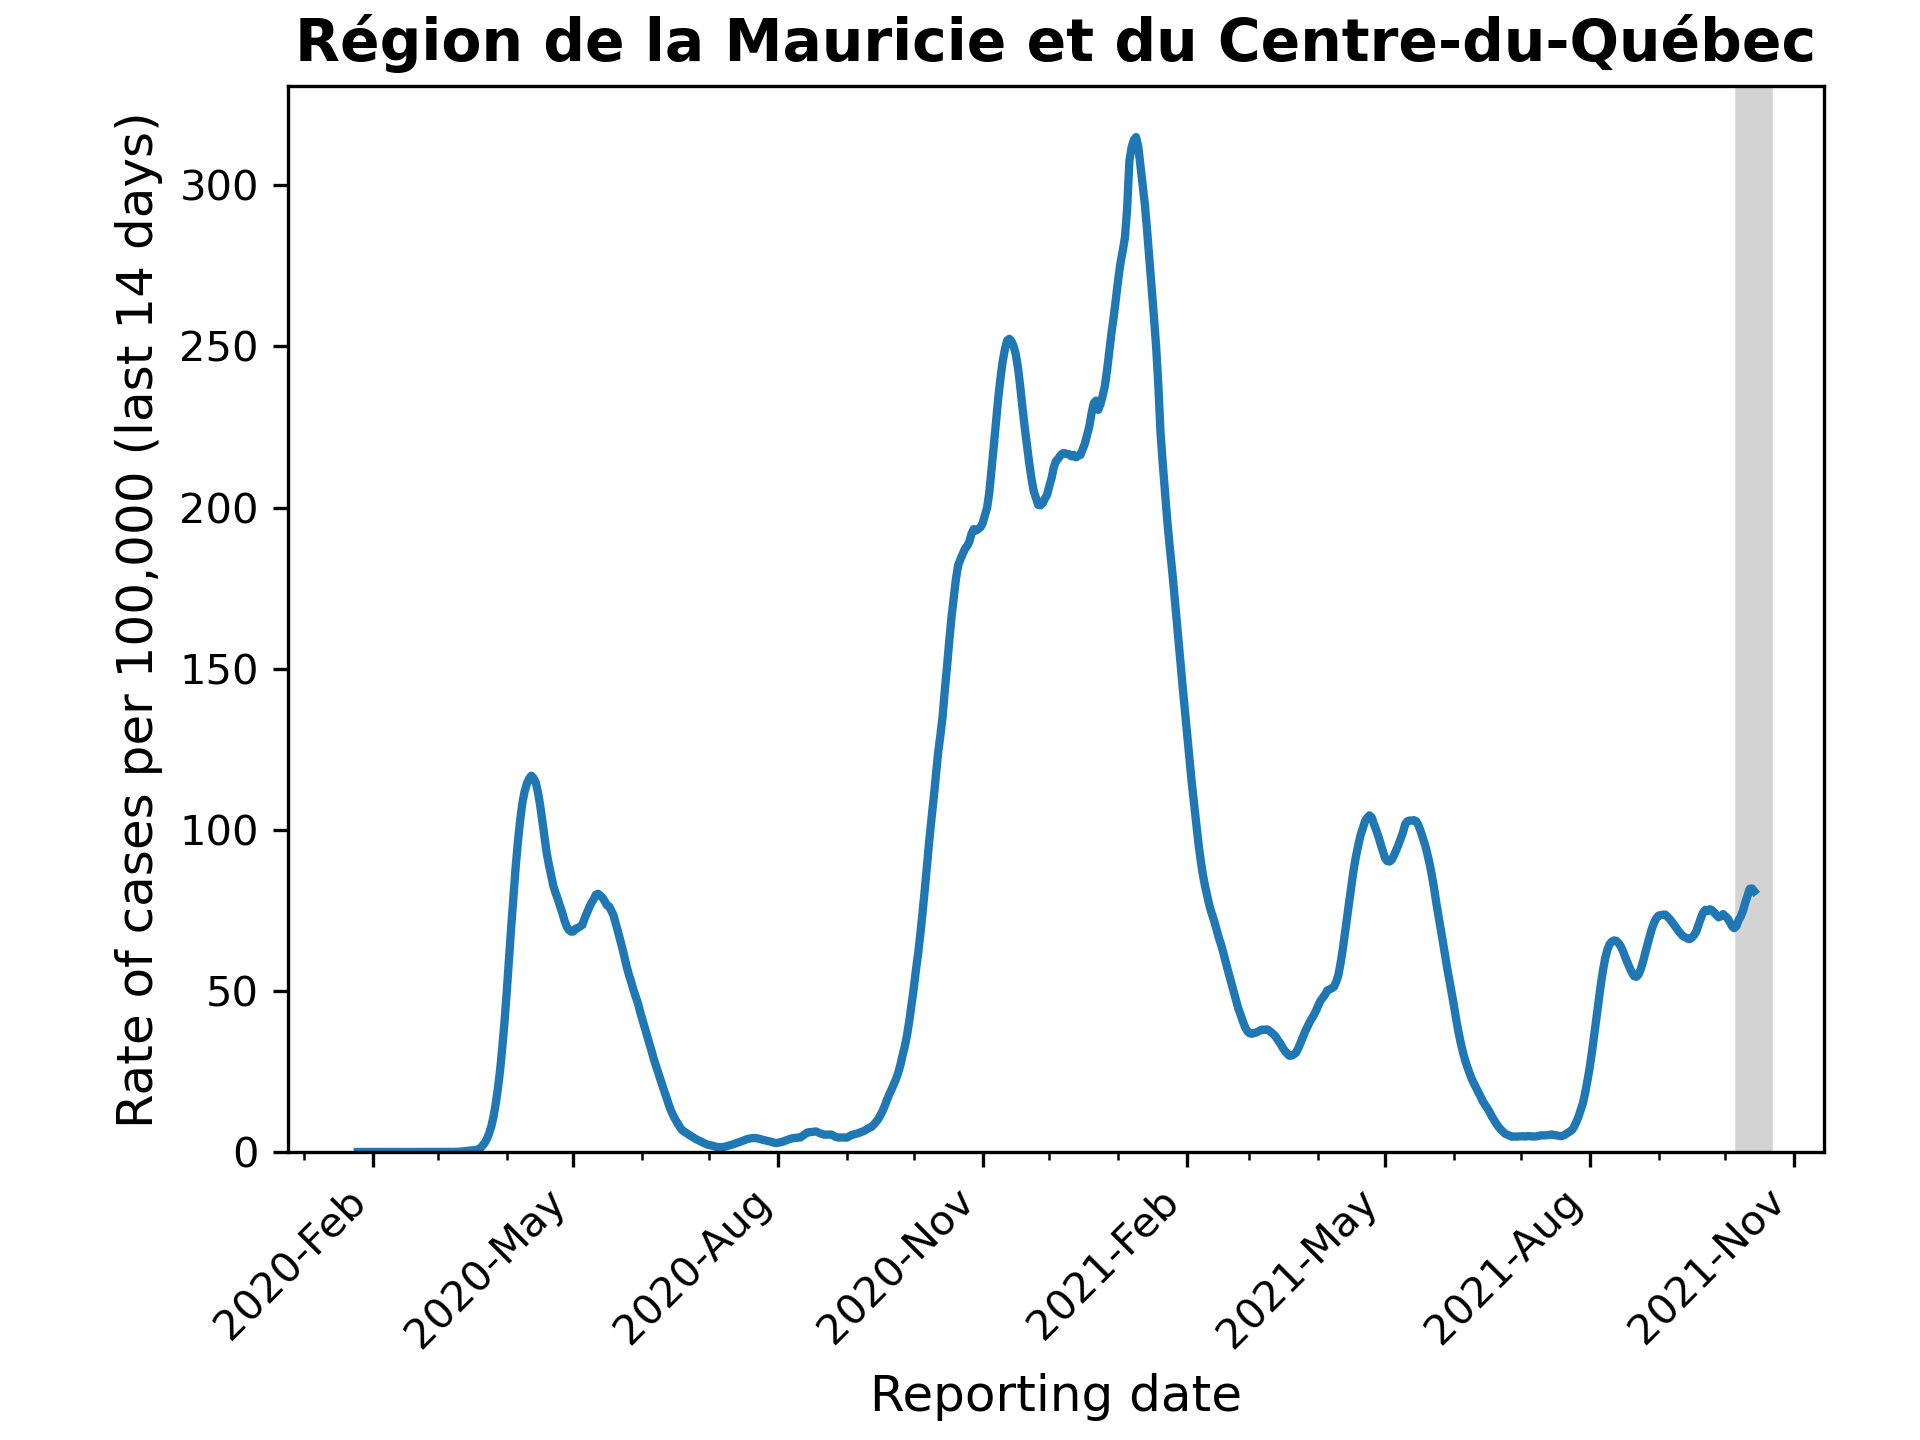 Région de la Mauricie et du Centre-du-Québec
Rate of cases per 100,000 (last 14 days)
300
250
200
150
100
50
0
2020-Feb
2020-May
2020-Aug
2020-Nov
2021-Feb
2021-May
2021-Aug
2021-Nov
Reporting date